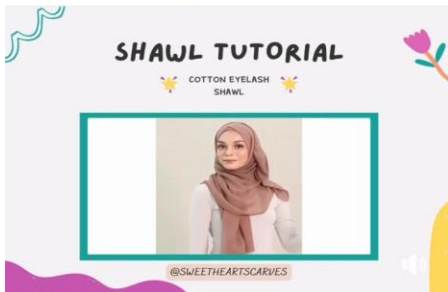 SHAWL TUTORIAL
COTTON EYELASH
SHAWL
@SWEETHEARTSCARVES